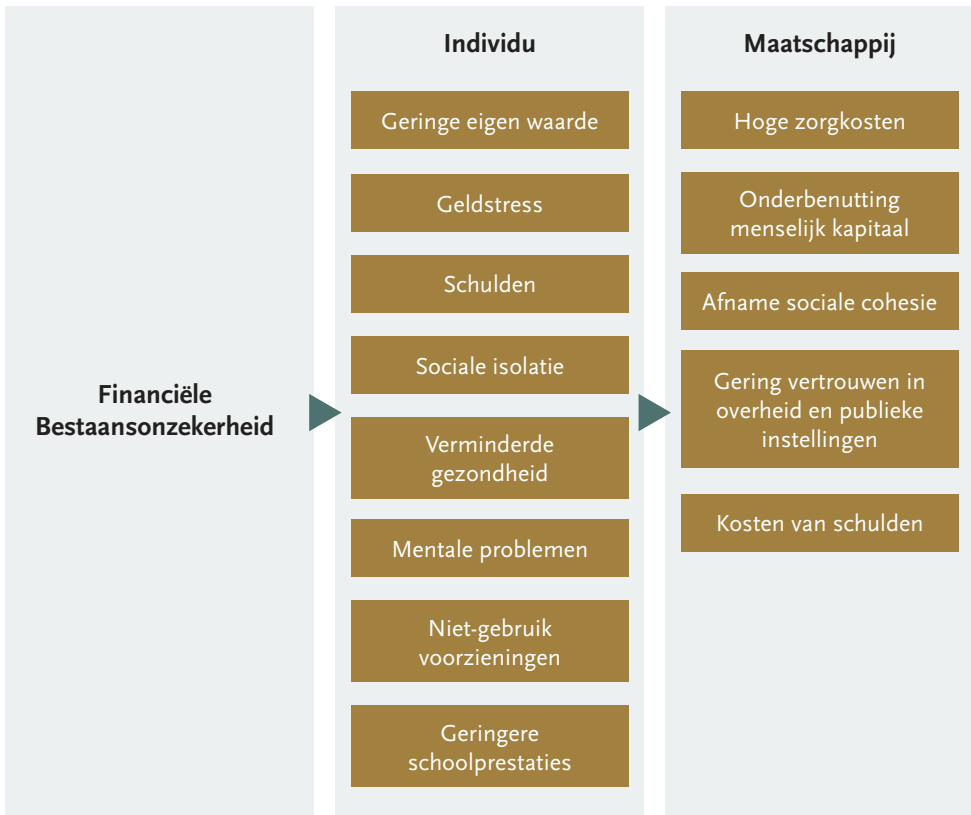 Financiële
Bestaansonzekerheid
Individu
Geringe eigen waarde
Geldstress
Schulden
Sociale isolatie
Verminderde
gezondheid
Mentale problemen
Niet-gebruik
voorzieningen
Geringere
schoolprestaties
Maatschappij
Hoge zorgkosten
Onderbenutting
menselijk kapitaal
Afname sociale cohesie
Gering vertrouwen in
overheid en publieke
instellingen
Kosten van schulden